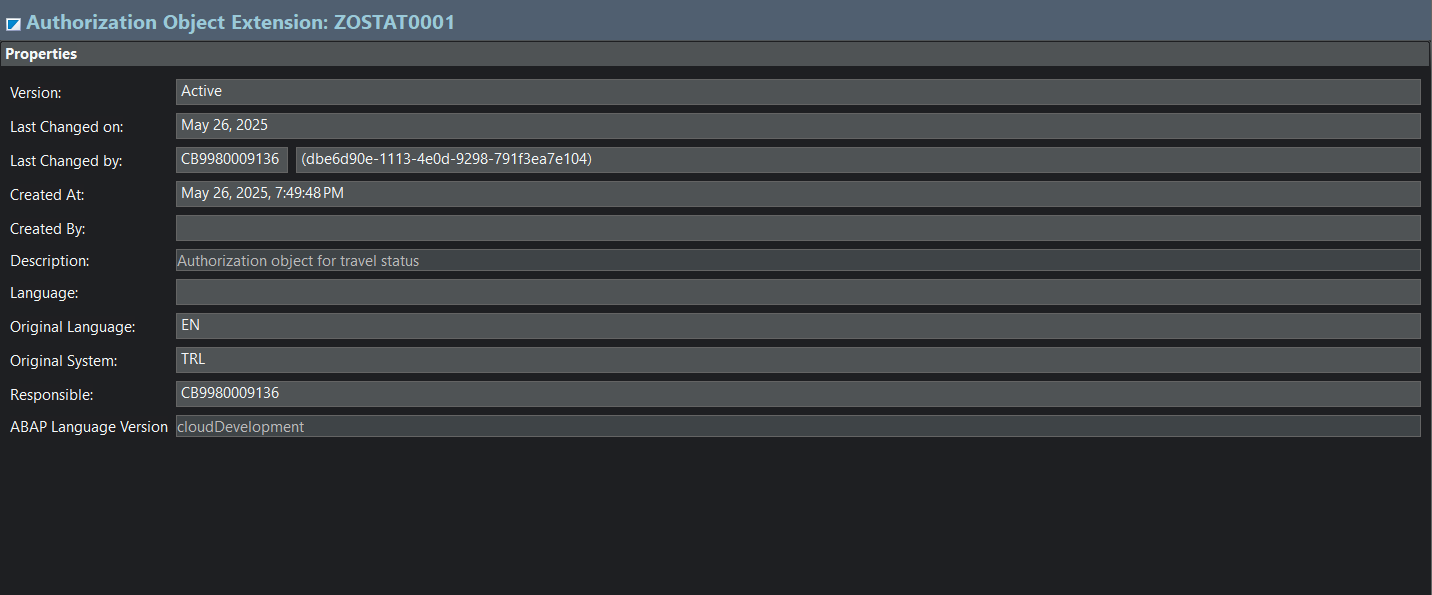 Authorization Object Extension: ZOSTAT0001
Properties
Version: Active
Last Changed on: May 26, 2025
Last Changed by: CB9980009136 (dbe6d90e-1113-4e0d-9298-791f3ea7e104)
Created At: May 26, 2025, 7:49:48 PM
Created By:
Description: Authorization object for travel status
Language:
Original Language: EN
Original System: TRL
Responsible: CB9980009136
ABAP Language Version cloudDevelopment